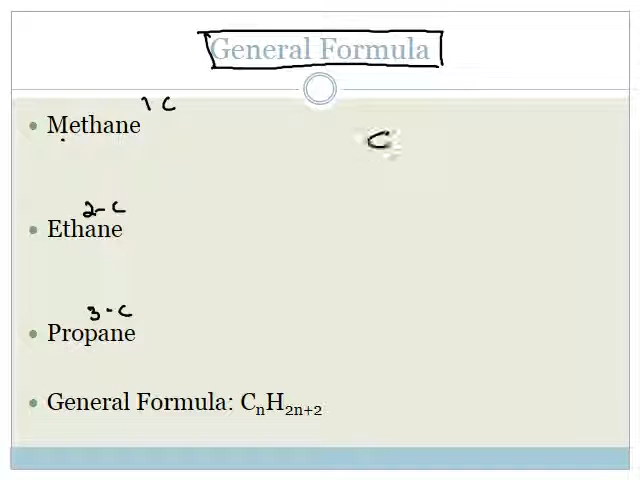 General Formula
1 C
• Methane
C
2-C
• Ethane
3-C
• Propane
• General Formula: CₙH₂ₙ₊₂